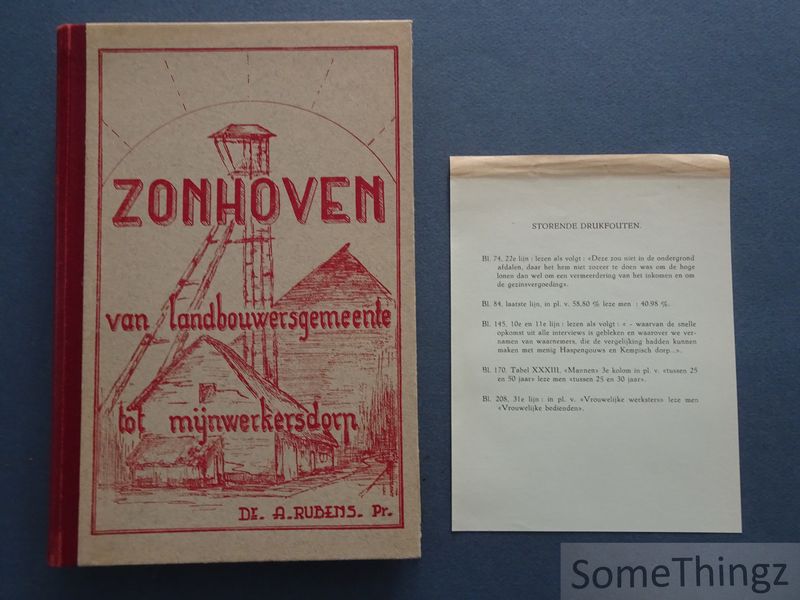 ZONHOVEN
van landbouwersgemeente
tot mijnwerkersdorp
DE. A. RUBENS. Pr.
STORENDE DRUKFOUTEN.
Bl. 74, 22e lijn : lezen als volgt : «Deze zou niet in de ondergrond
afdalen, daar het hem niet zozeer te doen was om de hoge
lonen dan wel om een vermeerdering van het inkomen en om
de gezinsvergoeding».
Bl. 84, laatste lijn, in pl. v. 58,80 % leze men : 40.98 %.
Bl. 145, 10e en 11e lijn : lezen als volgt : « - waarvan de snelle
opkomst uit alle interviews is gebleken en waarover we ver-
namen van waarnemers, die de vergelijking hadden kunnen
maken met menig Haspengouws en Kempisch dorp...».
Bl. 170. Tabel XXXIII. «Mannen» 3e kolom in pl. v: «tussen 25
en 50 jaar» leze men «tussen 25 en 30 jaar».
Bl. 208, 31e lijn : in pl. v. «Vrouwelijke werksters» leze men
«Vrouwelijke bedienden».
SomeThingz